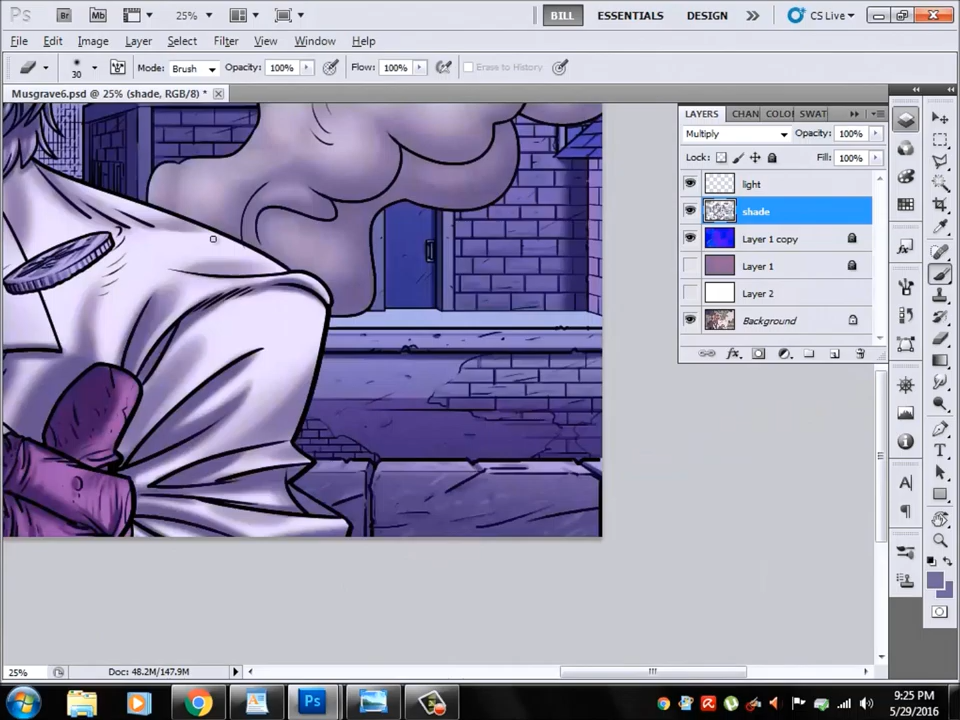 Ps Br Mb 25% BILL ESSENTIALS DESIGN CS Live
File Edit Image Layer Select Filter View Window Help
30 Mode: Brush Opacity: 100% Flow: 100% Erase to History
Musgrave6.psd @ 25% (shade, RGB/8) *
LAYERS CHAN COLO SWAT
Multiply Opacity: 100%
Lock: Fill: 100%
light
shade
Layer 1 copy
Layer 1
Layer 2
Background
fx
A
T
25% Doc: 48.2M/147.9M
Ps
9:25 PM
5/29/2016